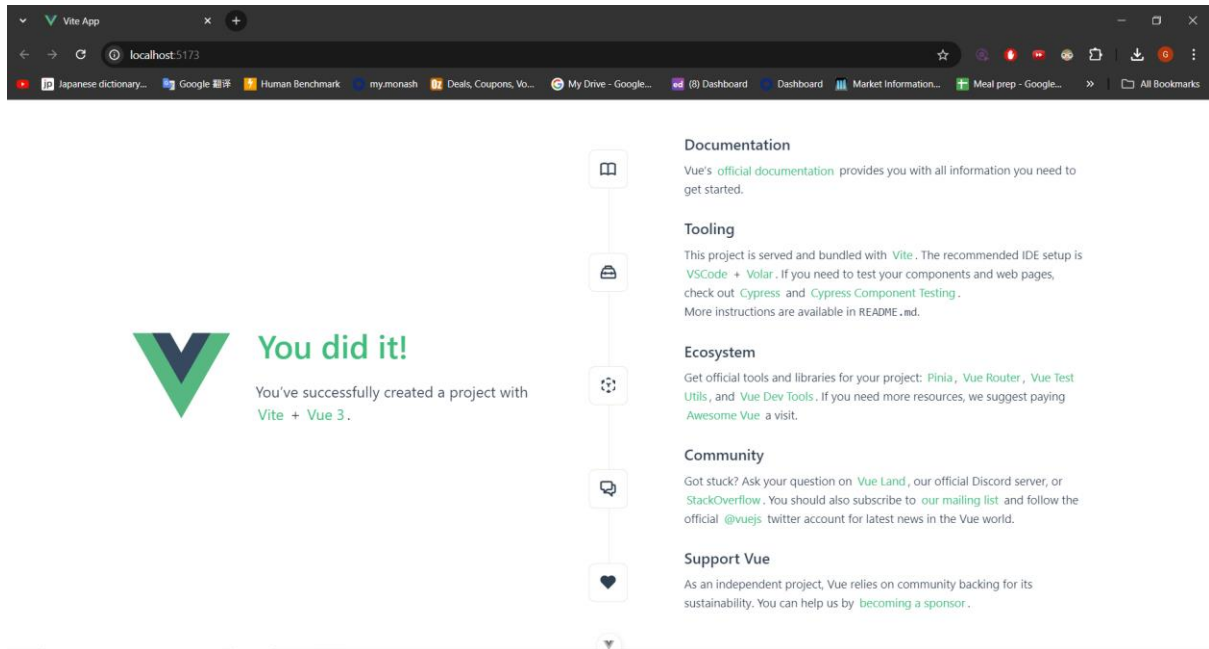 Vite App
localhost:5173
G
jp Japanese dictionary... Google 翻译 Human Benchmark my.monash OZ Deals, Coupons, Vo... G My Drive - Google... ed (8) Dashboard Dashboard Market Information... Meal prep - Google... » All Bookmarks
Documentation
Vue's official documentation provides you with all information you need to
get started.
Tooling
This project is served and bundled with Vite. The recommended IDE setup is
VSCode + Volar. If you need to test your components and web pages,
check out Cypress and Cypress Component Testing.
More instructions are available in README.md.
You did it!
You've successfully created a project with
Vite + Vue 3.
Ecosystem
Get official tools and libraries for your project: Pinia, Vue Router, Vue Test
Utils, and Vue Dev Tools. If you need more resources, we suggest paying
Awesome Vue a visit.
Community
Got stuck? Ask your question on Vue Land, our official Discord server, or
StackOverflow. You should also subscribe to our mailing list and follow the
official @vuejs twitter account for latest news in the Vue world.
Support Vue
As an independent project, Vue relies on community backing for its
sustainability. You can help us by becoming a sponsor.